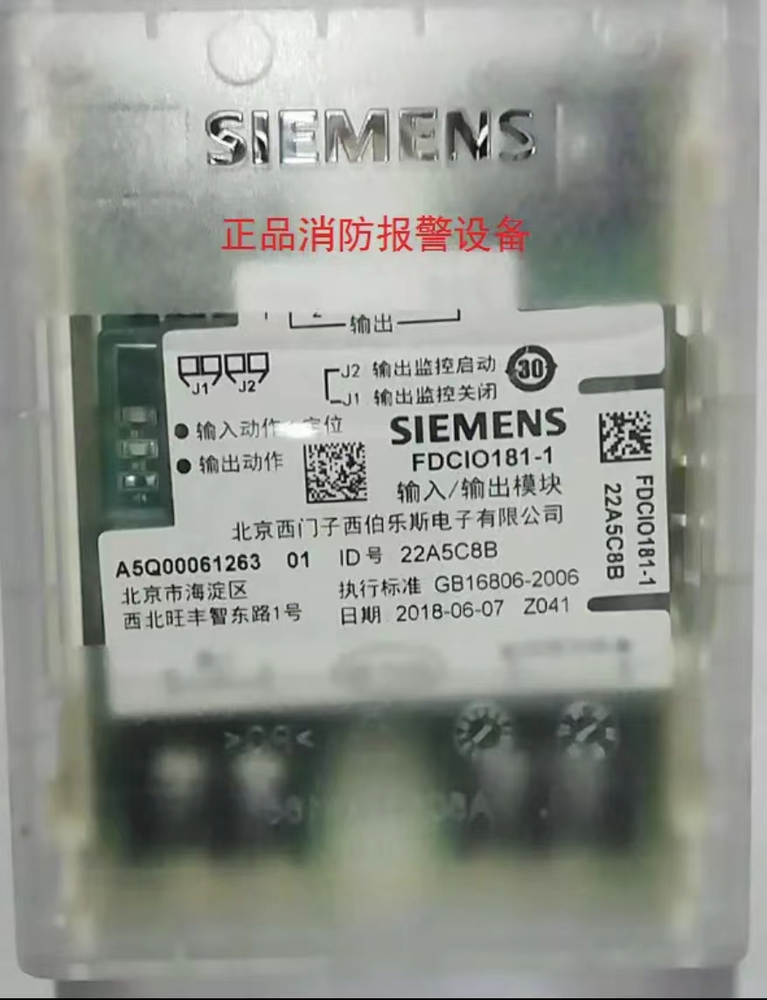 SIEMENS
正品消防报警设备
输出
J1 J2
J2 输出监控启动
J1 输出监控关闭
30
输入动作 定位
输出动作
SIEMENS
FDCIO181-1
输入/输出模块
FDCIO181-1
22A5C8B
北京西门子西伯乐斯电子有限公司
A5Q00061263 01 ID号 22A5C8B
北京市海淀区
西北旺丰智东路1号
执行标准 GB16806-2006
日期 2018-06-07 Z041